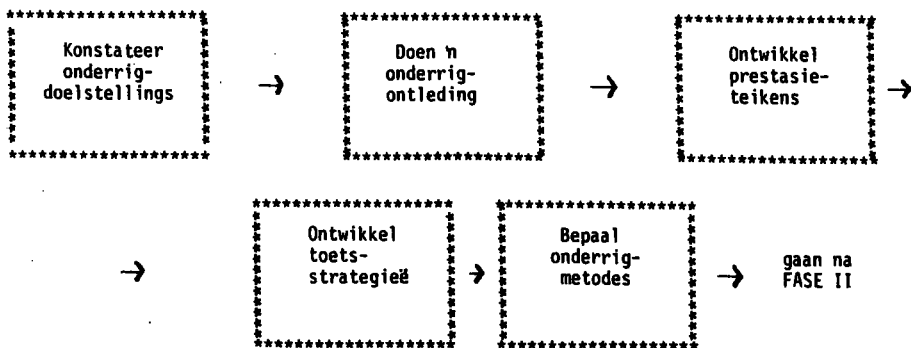 Konstateer
onderrig-
doelstellings
Doen 'n
onderrig-
ontleding
Ontwikkel
prestasie-
teikens
Ontwikkel
toets-
strategieë
Bepaal
onderrig-
metodes
gaan na
FASE II